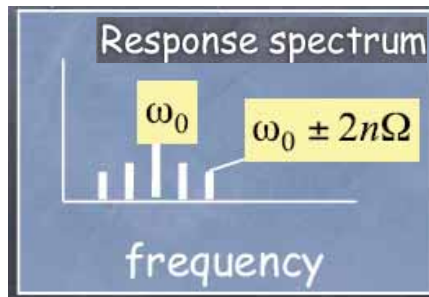 Response spectrum
ω₀
ω₀ ± 2nΩ
frequency